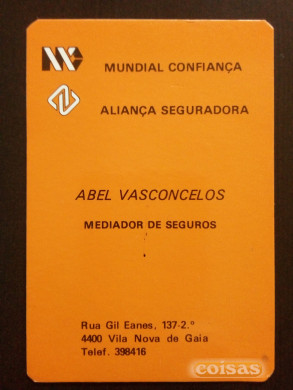 MUNDIAL CONFIANÇA
ALIANÇA SEGURADORA
ABEL VASCONCELOS
MEDIADOR DE SEGUROS
Rua Gil Eanes, 137-2.º
4400 Vila Nova de Gaia
Telef. 398416
coisas